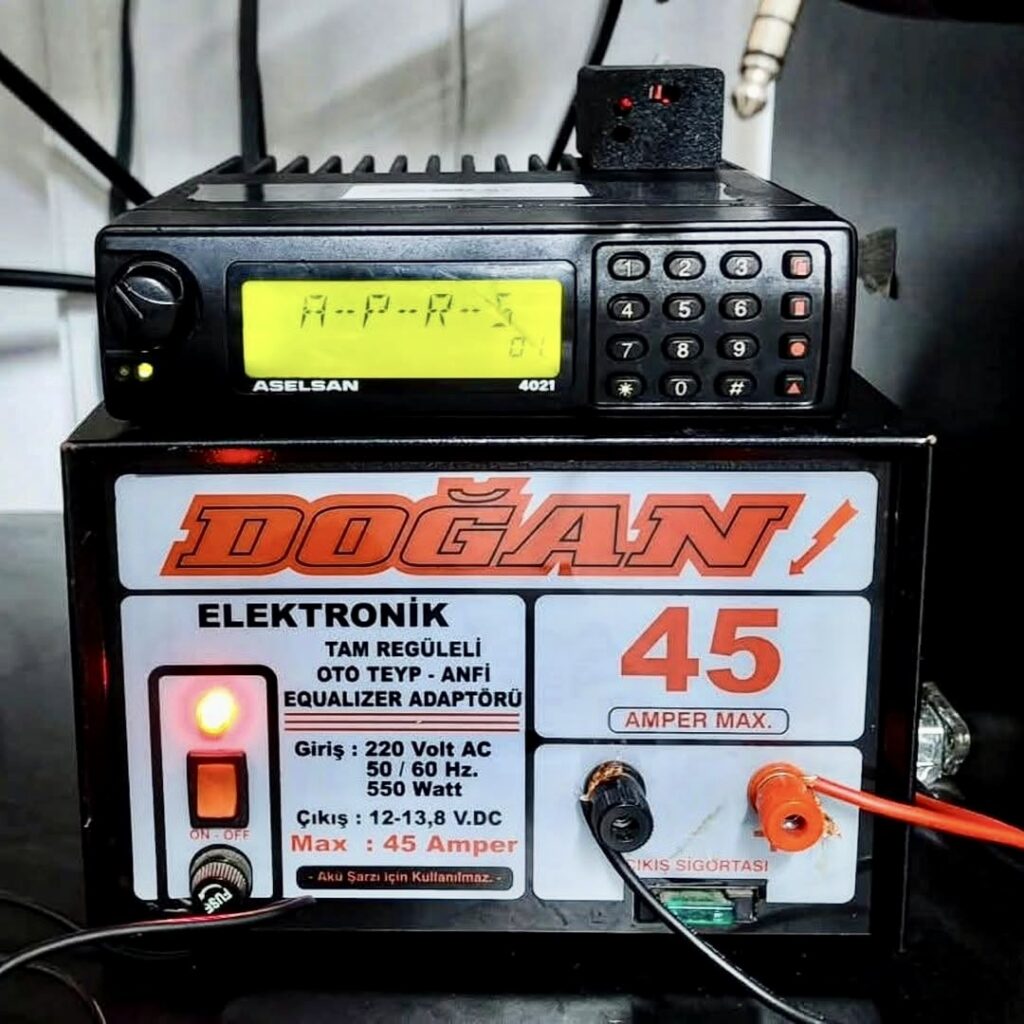 A--P--R--S
01
ASELSAN 4021
1 2 3
4 5 6
7 8 9
* 0 #
DOĞAN
ELEKTRONİK
TAM REGÜLELİ
OTO TEYP - ANFİ
EQUALIZER ADAPTÖRÜ
Giriş : 220 Volt AC
50 / 60 Hz.
550 Watt
Çıkış : 12-13,8 V.DC
Max : 45 Amper
- Akü Şarzı için Kullanılmaz. -
ON - OFF
FUSE
45
AMPER MAX.
ÇIKIŞ SİGORTASI